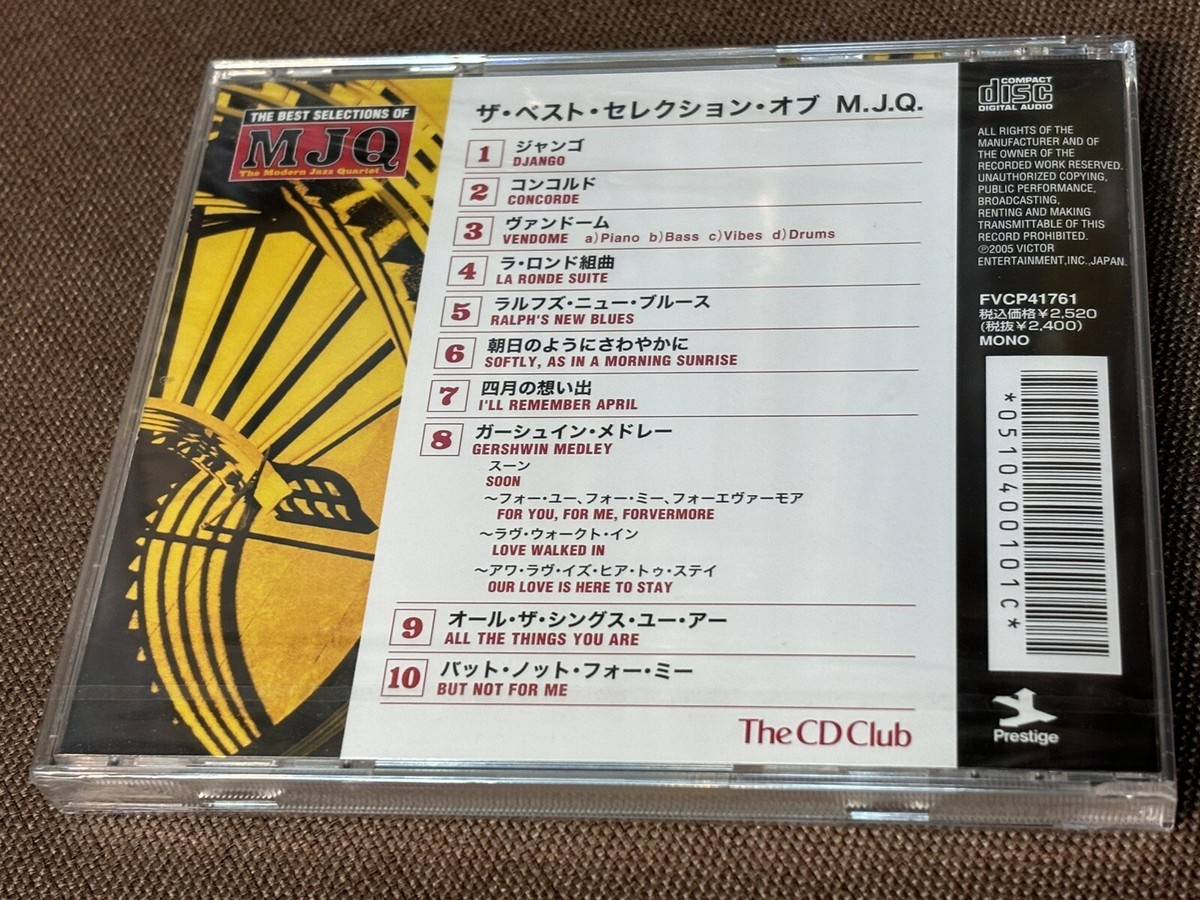 THE BEST SELECTIONS OF
MJQ
The Modern Jazz Quartet
ザ・ベスト・セレクション・オブ M.J.Q.
1 ジャンゴ
DJANGO
2 コンコルド
CONCORDE
3 ヴァンドーム
VENDOME a)Piano b)Bass c)Vibes d)Drums
4 ラ・ロンド組曲
LA RONDE SUITE
5 ラルフズ・ニュー・ブルース
RALPH'S NEW BLUES
6 朝日のようにさわやかに
SOFTLY, AS IN A MORNING SUNRISE
7 四月の想い出
I'LL REMEMBER APRIL
8 ガーシュイン・メドレー
GERSHWIN MEDLEY
スーン
SOON
～フォー・ユー、フォー・ミー、フォーエヴァーモア
FOR YOU, FOR ME, FORVERMORE
～ラヴ・ウォークト・イン
LOVE WALKED IN
～アワ・ラヴ・イズ・ヒア・トゥ・ステイ
OUR LOVE IS HERE TO STAY
9 オール・ザ・シングス・ユー・アー
ALL THE THINGS YOU ARE
10 バット・ノット・フォー・ミー
BUT NOT FOR ME
The CD Club
COMPACT
disc
DIGITAL AUDIO
ALL RIGHTS OF THE
MANUFACTURER AND OF
THE OWNER OF THE
RECORDED WORK RESERVED.
UNAUTHORIZED COPYING,
PUBLIC PERFORMANCE,
BROADCASTING,
RENTING AND MAKING
TRANSMITTABLE OF THIS
RECORD PROHIBITED.
℗2005 VICTOR
ENTERTAINMENT,INC.,JAPAN.
FVCP41761
税込価格¥2,520
(税抜¥2,400)
MONO
*0510400101C*
Prestige